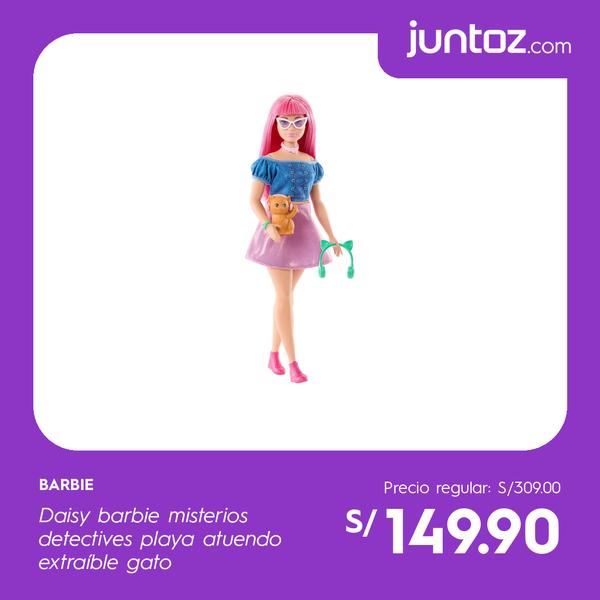 juntoz.com
BARBIE
Daisy barbie misterios
detectives playa atuendo
extraíble gato
Precio regular: S/309.00
S/149.90